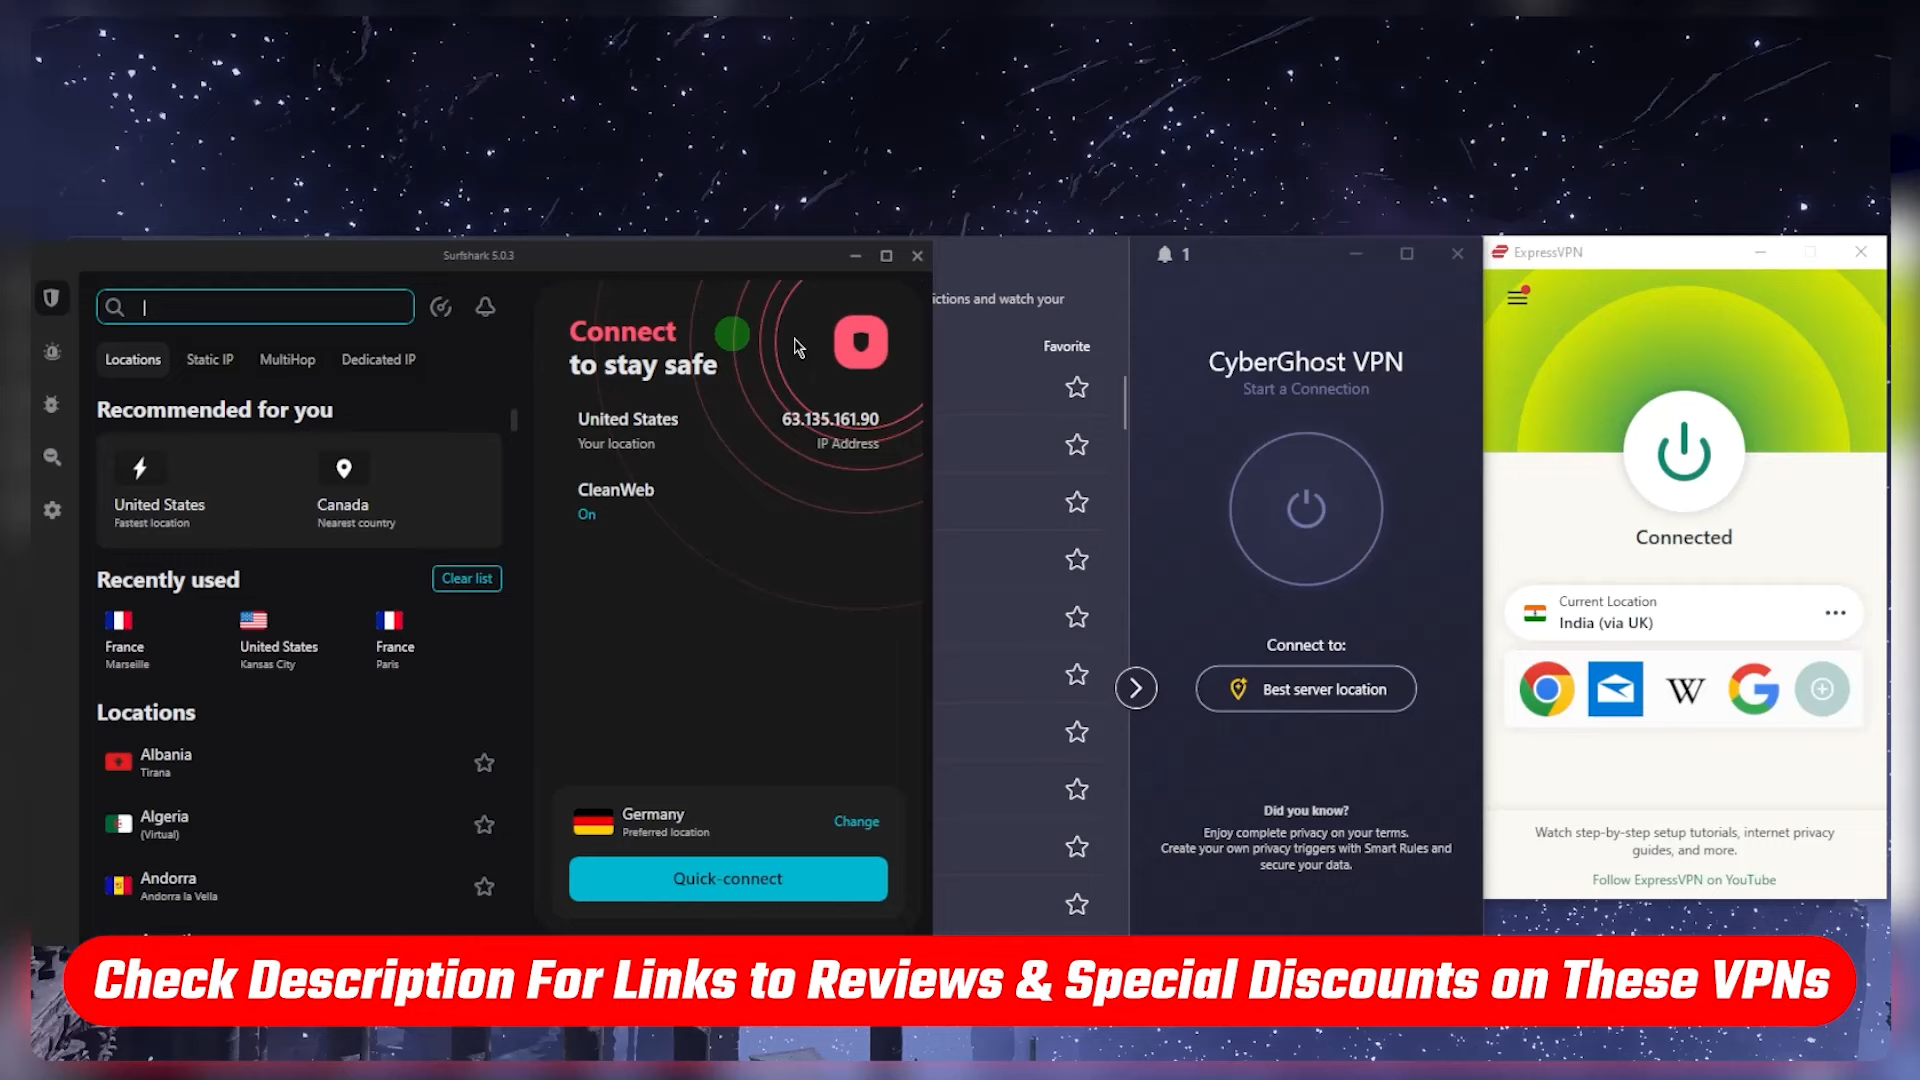 Surfshark 5.0.3
Locations
Static IP
MultiHop
Dedicated IP
Recommended for you
United States
Fastest location
Canada
Nearest country
Recently used
Clear list
France
Marseille
United States
Kansas City
France
Paris
Locations
Albania
Tirana
Algeria
(Virtual)
Andorra
Andorra la Vella
Connect
to stay safe
United States
63.135.161.90
Your location
IP Address
CleanWeb
On
Germany
Preferred location
Change
Quick-connect
ictions and watch your
Favorite
1
CyberGhost VPN
Start a Connection
Connect to:
Best server location
Did you know?
Enjoy complete privacy on your terms.
Create your own privacy triggers with Smart Rules and
secure your data.
ExpressVPN
Connected
Current Location
India (via UK)
W
G
Watch step-by-step setup tutorials, internet privacy
guides, and more.
Follow ExpressVPN on YouTube
Check Description For Links to Reviews & Special Discounts on These VPNs